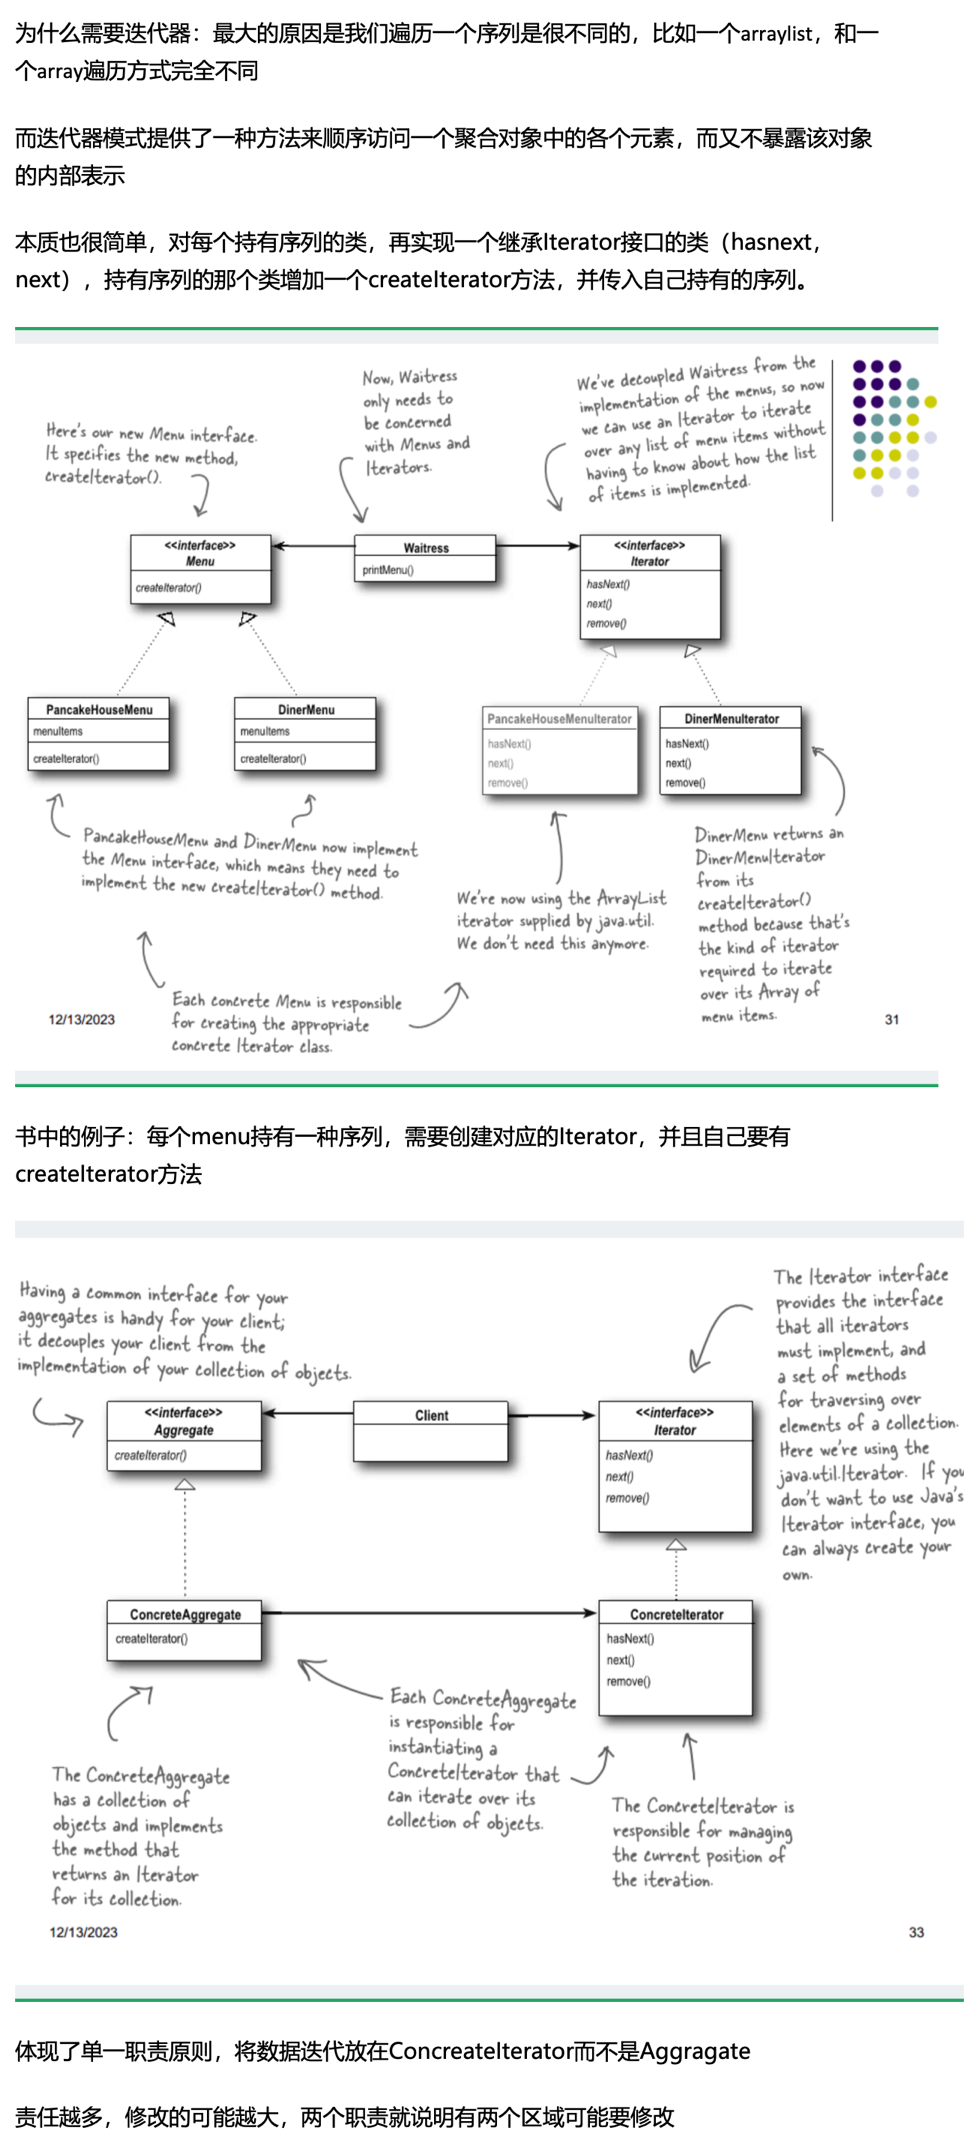 为什么需要迭代器：最大的原因是我们遍历一个序列是很不同的，比如一个arraylist，和一
个array遍历方式完全不同
而迭代器模式提供了一种方法来顺序访问一个聚合对象中的各个元素，而又不暴露该对象
的内部表示
本质也很简单，对每个持有序列的类，再实现一个继承Iterator接口的类（hasnext，
next），持有序列的那个类增加一个createIterator方法，并传入自己持有的序列。
Here's our new Menu interface.
It specifies the new method,
createIterator().
Now, Waitress
only needs to
be concerned
with Menus and
Iterators.
We've decoupled Waitress from the
implementation of the menus, so now
we can use an Iterator to iterate
over any list of menu items without
having to know about how the list
of items is implemented.
<<interface>>
Menu
createIterator()
Waitress
printMenu()
<<interface>>
Iterator
hasNext()
next()
remove()
PancakeHouseMenu
menuItems
createIterator()
DinerMenu
menuItems
createIterator()
PancakeHouseMenuIterator
hasNext()
next()
remove()
DinerMenuIterator
hasNext()
next()
remove()
PancakeHouseMenu and DinerMenu now implement
the Menu interface, which means they need to
implement the new createIterator() method.
We're now using the ArrayList
iterator supplied by java.util.
We don't need this anymore.
DinerMenu returns an
DinerMenuIterator
from its
createIterator()
method because that's
the kind of iterator
required to iterate
over its Array of
menu items.
Each concrete Menu is responsible
for creating the appropriate
concrete Iterator class.
12/13/2023
31
书中的例子：每个menu持有一种序列，需要创建对应的Iterator，并且自己要有
createIterator方法
Having a common interface for your
aggregates is handy for your client;
it decouples your client from the
implementation of your collection of objects.
The Iterator interface
provides the interface
that all iterators
must implement, and
a set of methods
for traversing over
elements of a collection.
Here we're using the
java.util.Iterator. If you
don't want to use Java's
Iterator interface, you
can always create your
own.
<<interface>>
Aggregate
createIterator()
Client
<<interface>>
Iterator
hasNext()
next()
remove()
ConcreteAggregate
createIterator()
ConcreteIterator
hasNext()
next()
remove()
Each ConcreteAggregate
is responsible for
instantiating a
ConcreteIterator that
can iterate over its
collection of objects.
The ConcreteAggregate
has a collection of
objects and implements
the method that
returns an Iterator
for its collection.
The ConcreteIterator is
responsible for managing
the current position of
the iteration.
12/13/2023
33
体现了单一职责原则，将数据迭代放在ConcreateIterator而不是Aggragate
责任越多，修改的可能越大，两个职责就说明有两个区域可能要修改